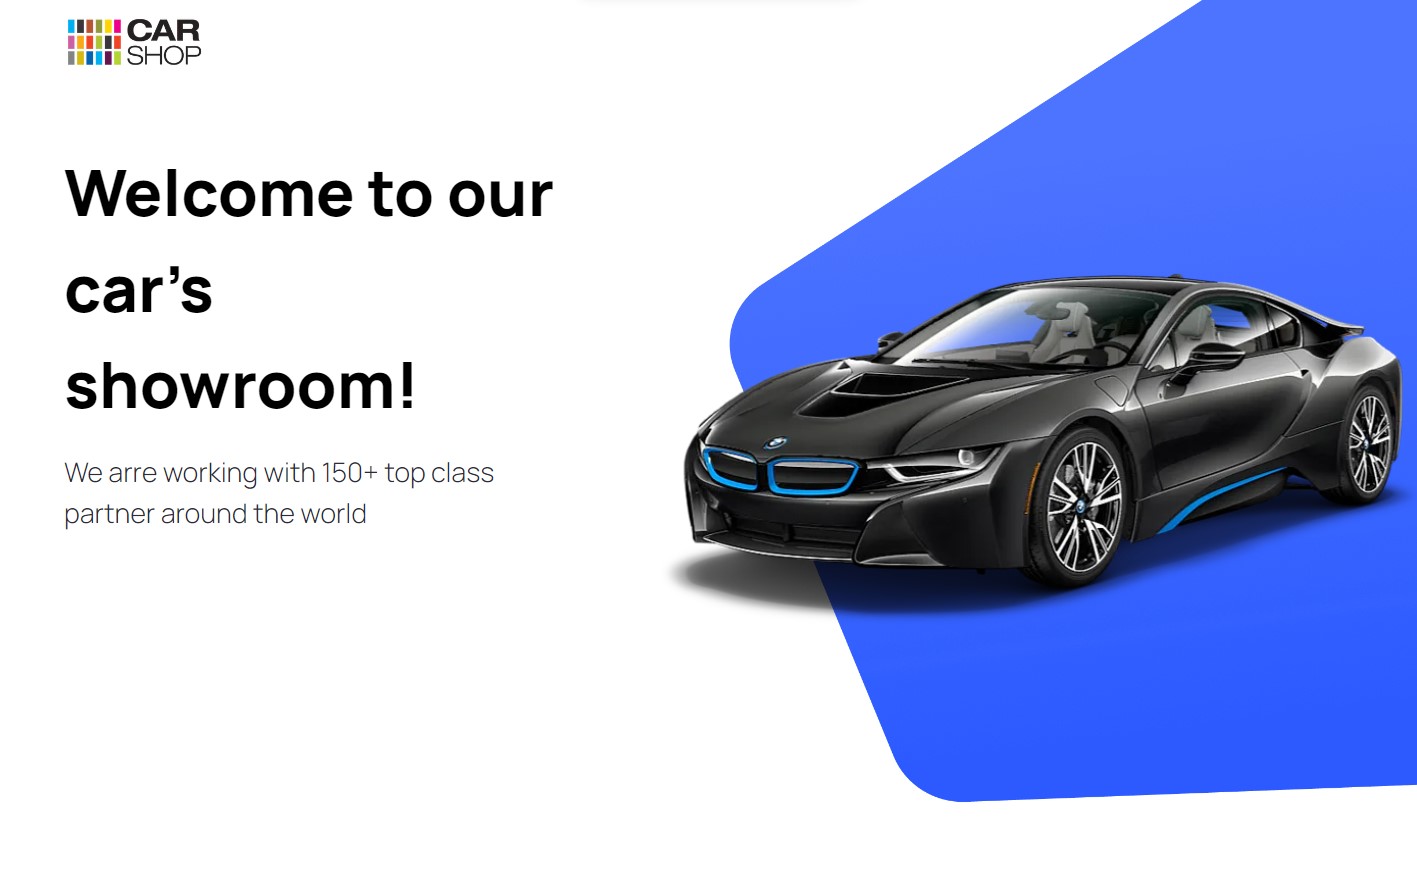 CAR
SHOP
Welcome to our
car’s
showroom!
We arre working with 150+ top class
partner around the world